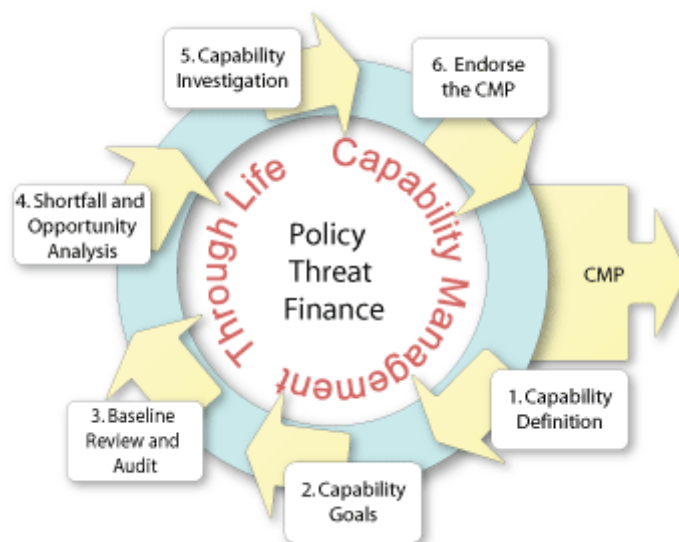 5. Capability
Investigation
6. Endorse
the CMP
4. Shortfall and
Opportunity
Analysis
Through Life Capability Management
Policy
Threat
Finance
CMP
3. Baseline
Review and
Audit
1. Capability
Definition
2. Capability
Goals